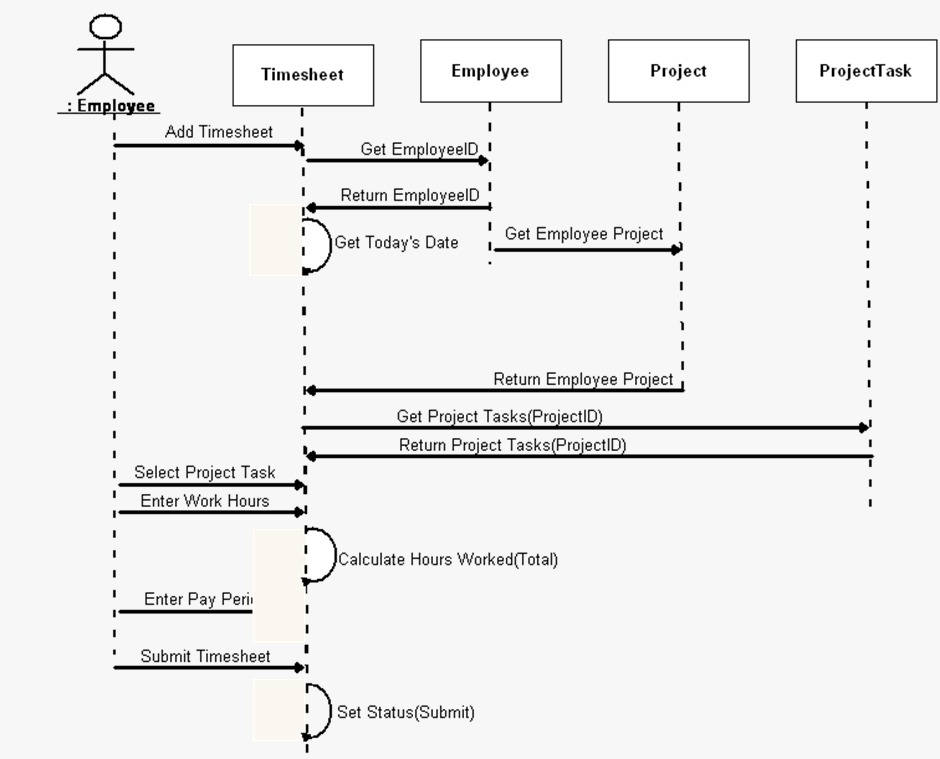 : Employee
Timesheet
Employee
Project
ProjectTask
Add Timesheet
Get EmployeeID
Return EmployeeID
Get Employee Project
Get Today's Date
Return Employee Project
Get Project Tasks(ProjectID)
Return Project Tasks(ProjectID)
Select Project Task
Enter Work Hours
Calculate Hours Worked(Total)
Enter Pay
Submit Timesheet
Set Status(Submit)